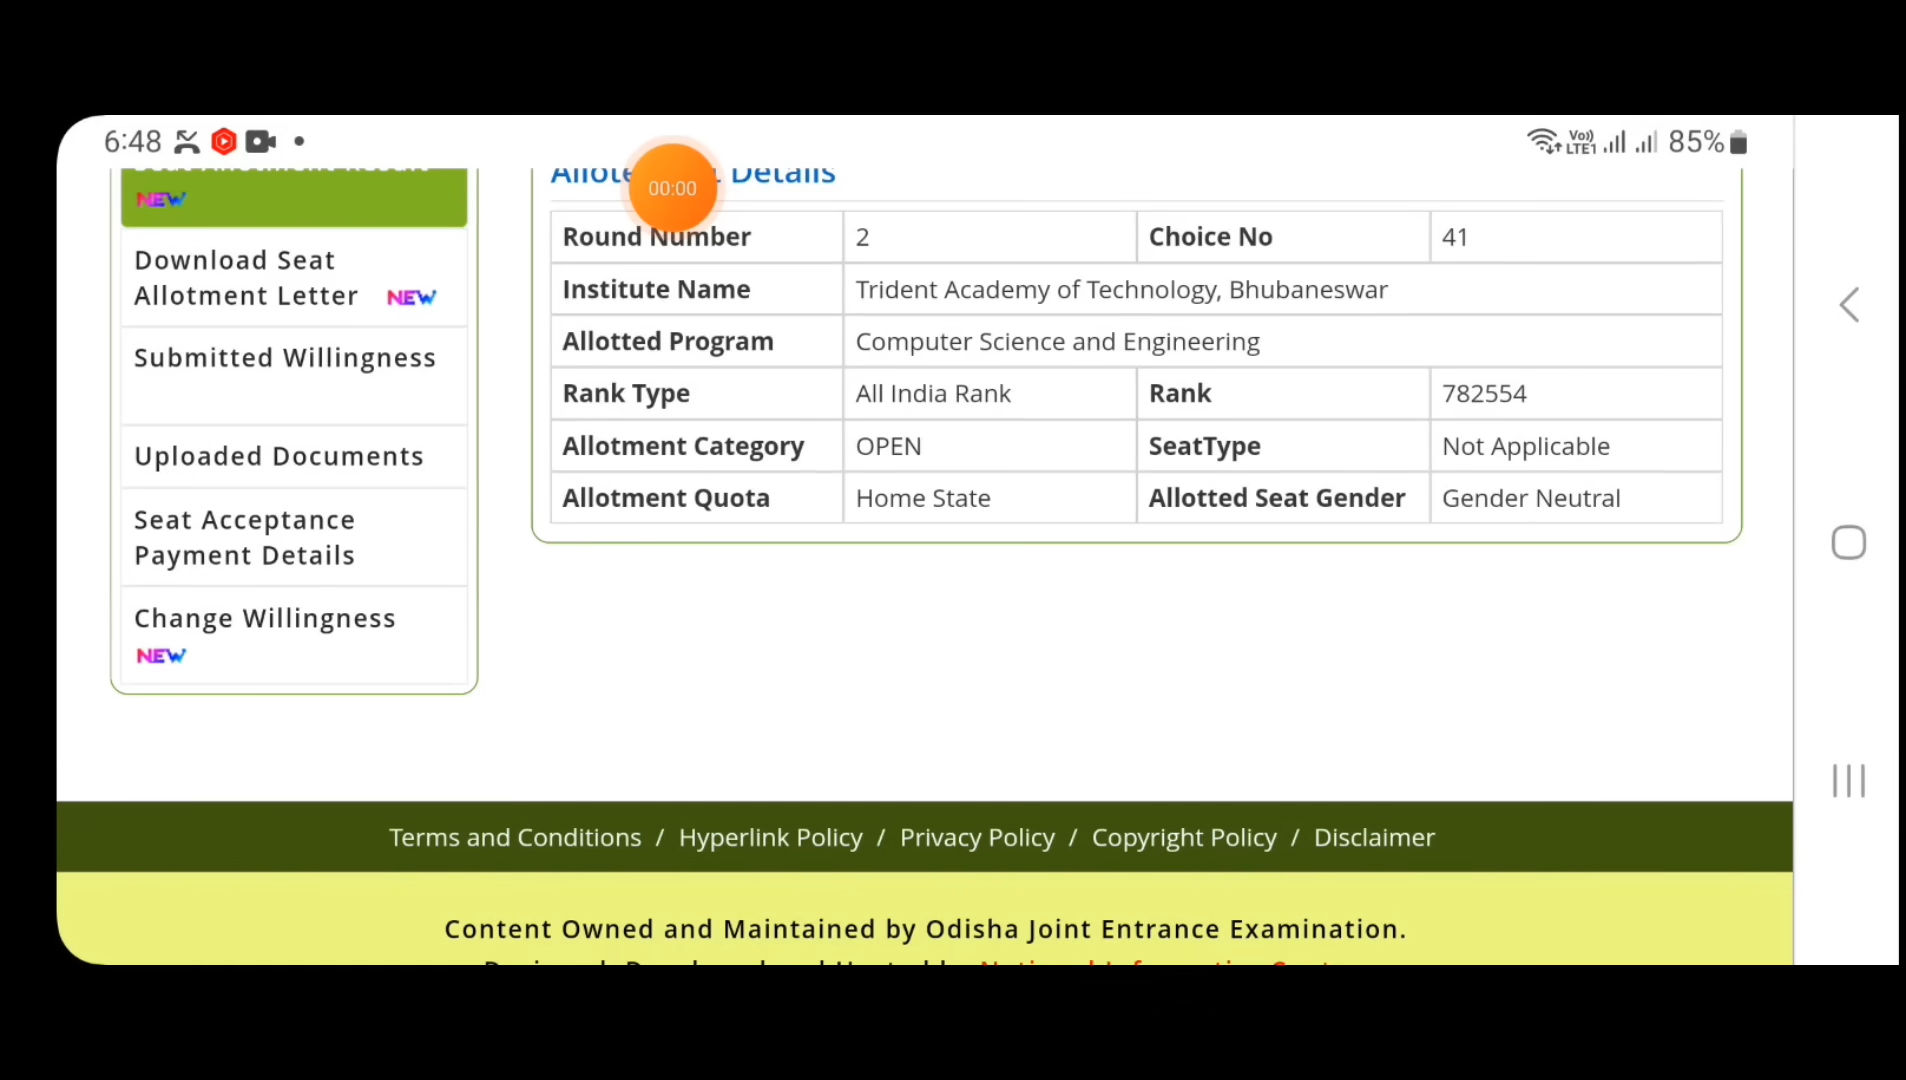 6:48
Vo)) LTE1 85%
00:00
Details
NEW
Download Seat
Allotment Letter NEW
Submitted Willingness
Uploaded Documents
Seat Acceptance
Payment Details
Change Willingness
NEW
Round Number 2 Choice No 41
Institute Name Trident Academy of Technology, Bhubaneswar
Allotted Program Computer Science and Engineering
Rank Type All India Rank Rank 782554
Allotment Category OPEN SeatType Not Applicable
Allotment Quota Home State Allotted Seat Gender Gender Neutral
Terms and Conditions / Hyperlink Policy / Privacy Policy / Copyright Policy / Disclaimer
Content Owned and Maintained by Odisha Joint Entrance Examination.